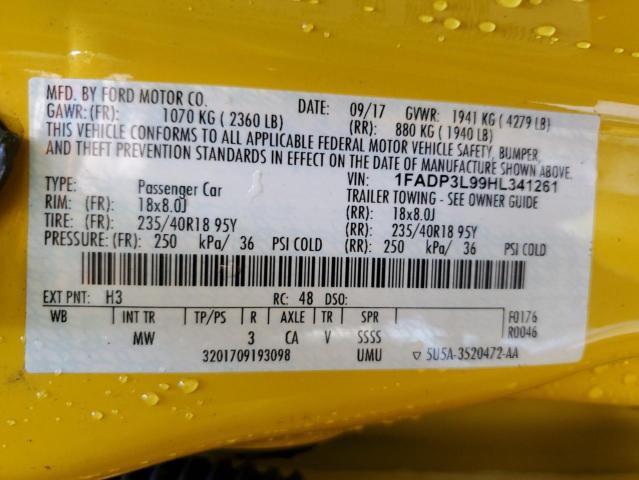 MFD. BY FORD MOTOR CO. DATE: 09/17 GVWR: 1941 KG ( 4279 LB)
GAWR: (FR): 1070 KG ( 2360 LB) (RR): 880 KG ( 1940 LB)
THIS VEHICLE CONFORMS TO ALL APPLICABLE FEDERAL MOTOR VEHICLE SAFETY, BUMPER,
AND THEFT PREVENTION STANDARDS IN EFFECT ON THE DATE OF MANUFACTURE SHOWN ABOVE.
VIN: 1FADP3L99HL341261
TYPE: Passenger Car TRAILER TOWING - SEE OWNER GUIDE
RIM: (FR) 18x8.0J (RR) 18x8.0J
TIRE: (FR) 235/40R18 95Y (RR) 235/40R18 95Y
PRESSURE: (FR) 250 kPa/ 36 PSI COLD (RR) 250 kPa/ 36 PSI COLD
EXT PNT: H3 RC: 48 DSO:
WB INT TR TP/PS R AXLE TR SPR F0176
MW 3 CA V SSSS R0046
3201709193098 UMU ▽ 5U5A-3520472-AA